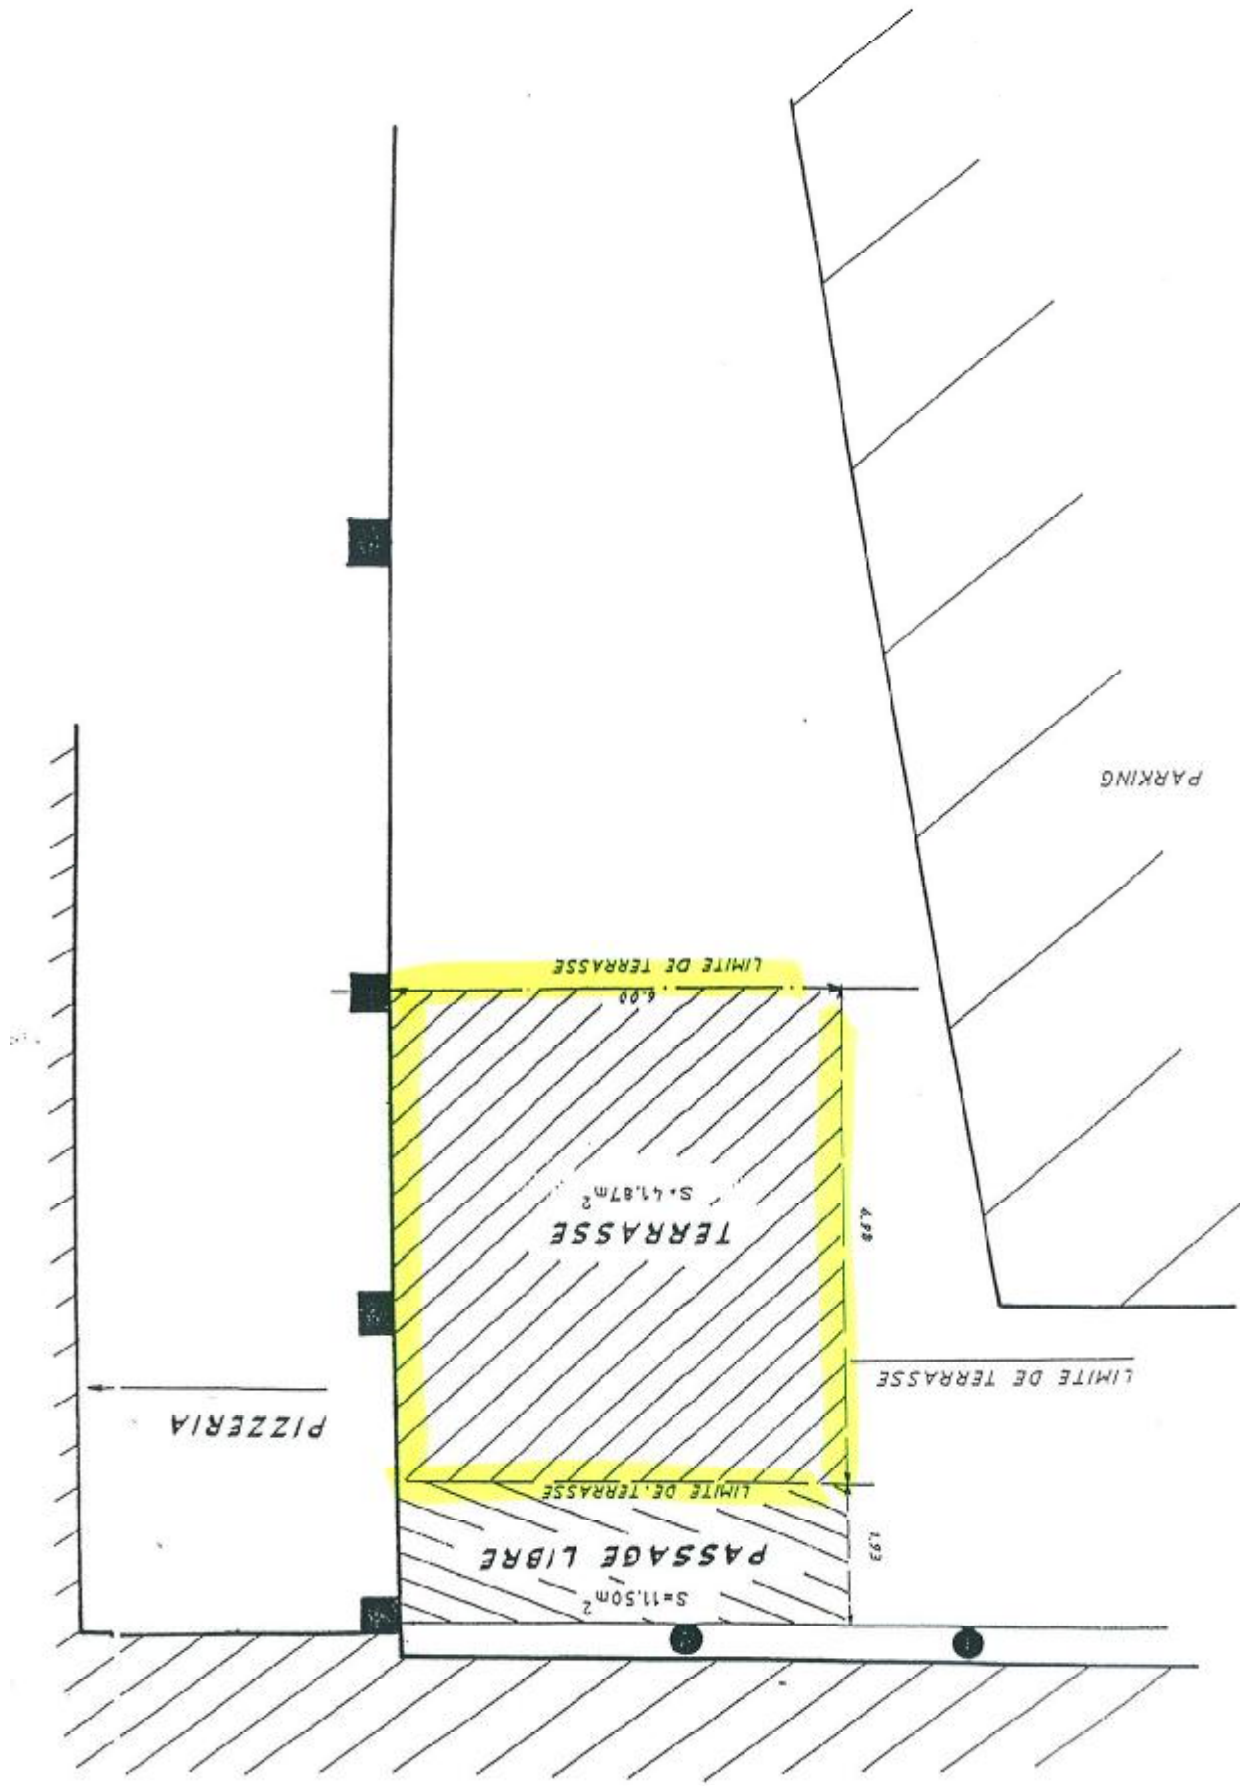 S=11.50m²
PASSAGE LIBRE
1.93
LIMITE DE.TERRASSE
PIZZERIA
LIMITE DE TERRASSE
TERRASSE
S=41.87m²
6.98
6.00
LIMITE DE TERRASSE
PARKING